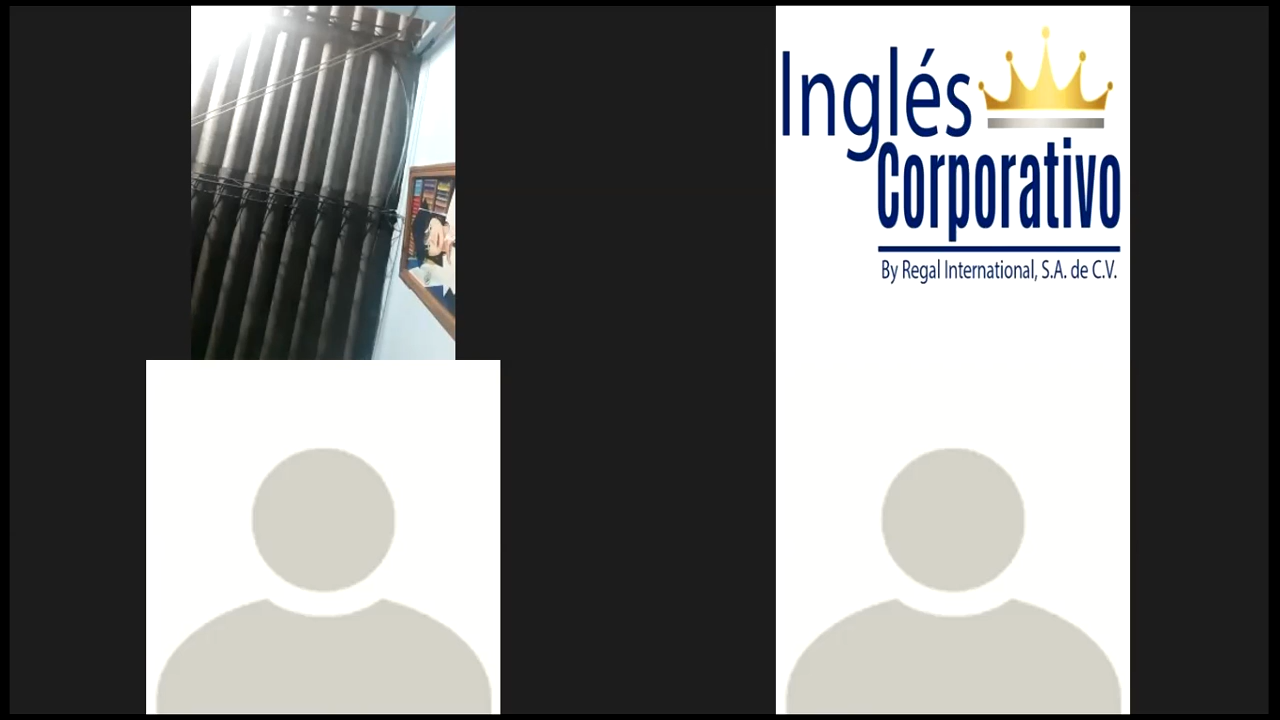 Inglés
Corporativo
By Regal International, S.A. de C.V.